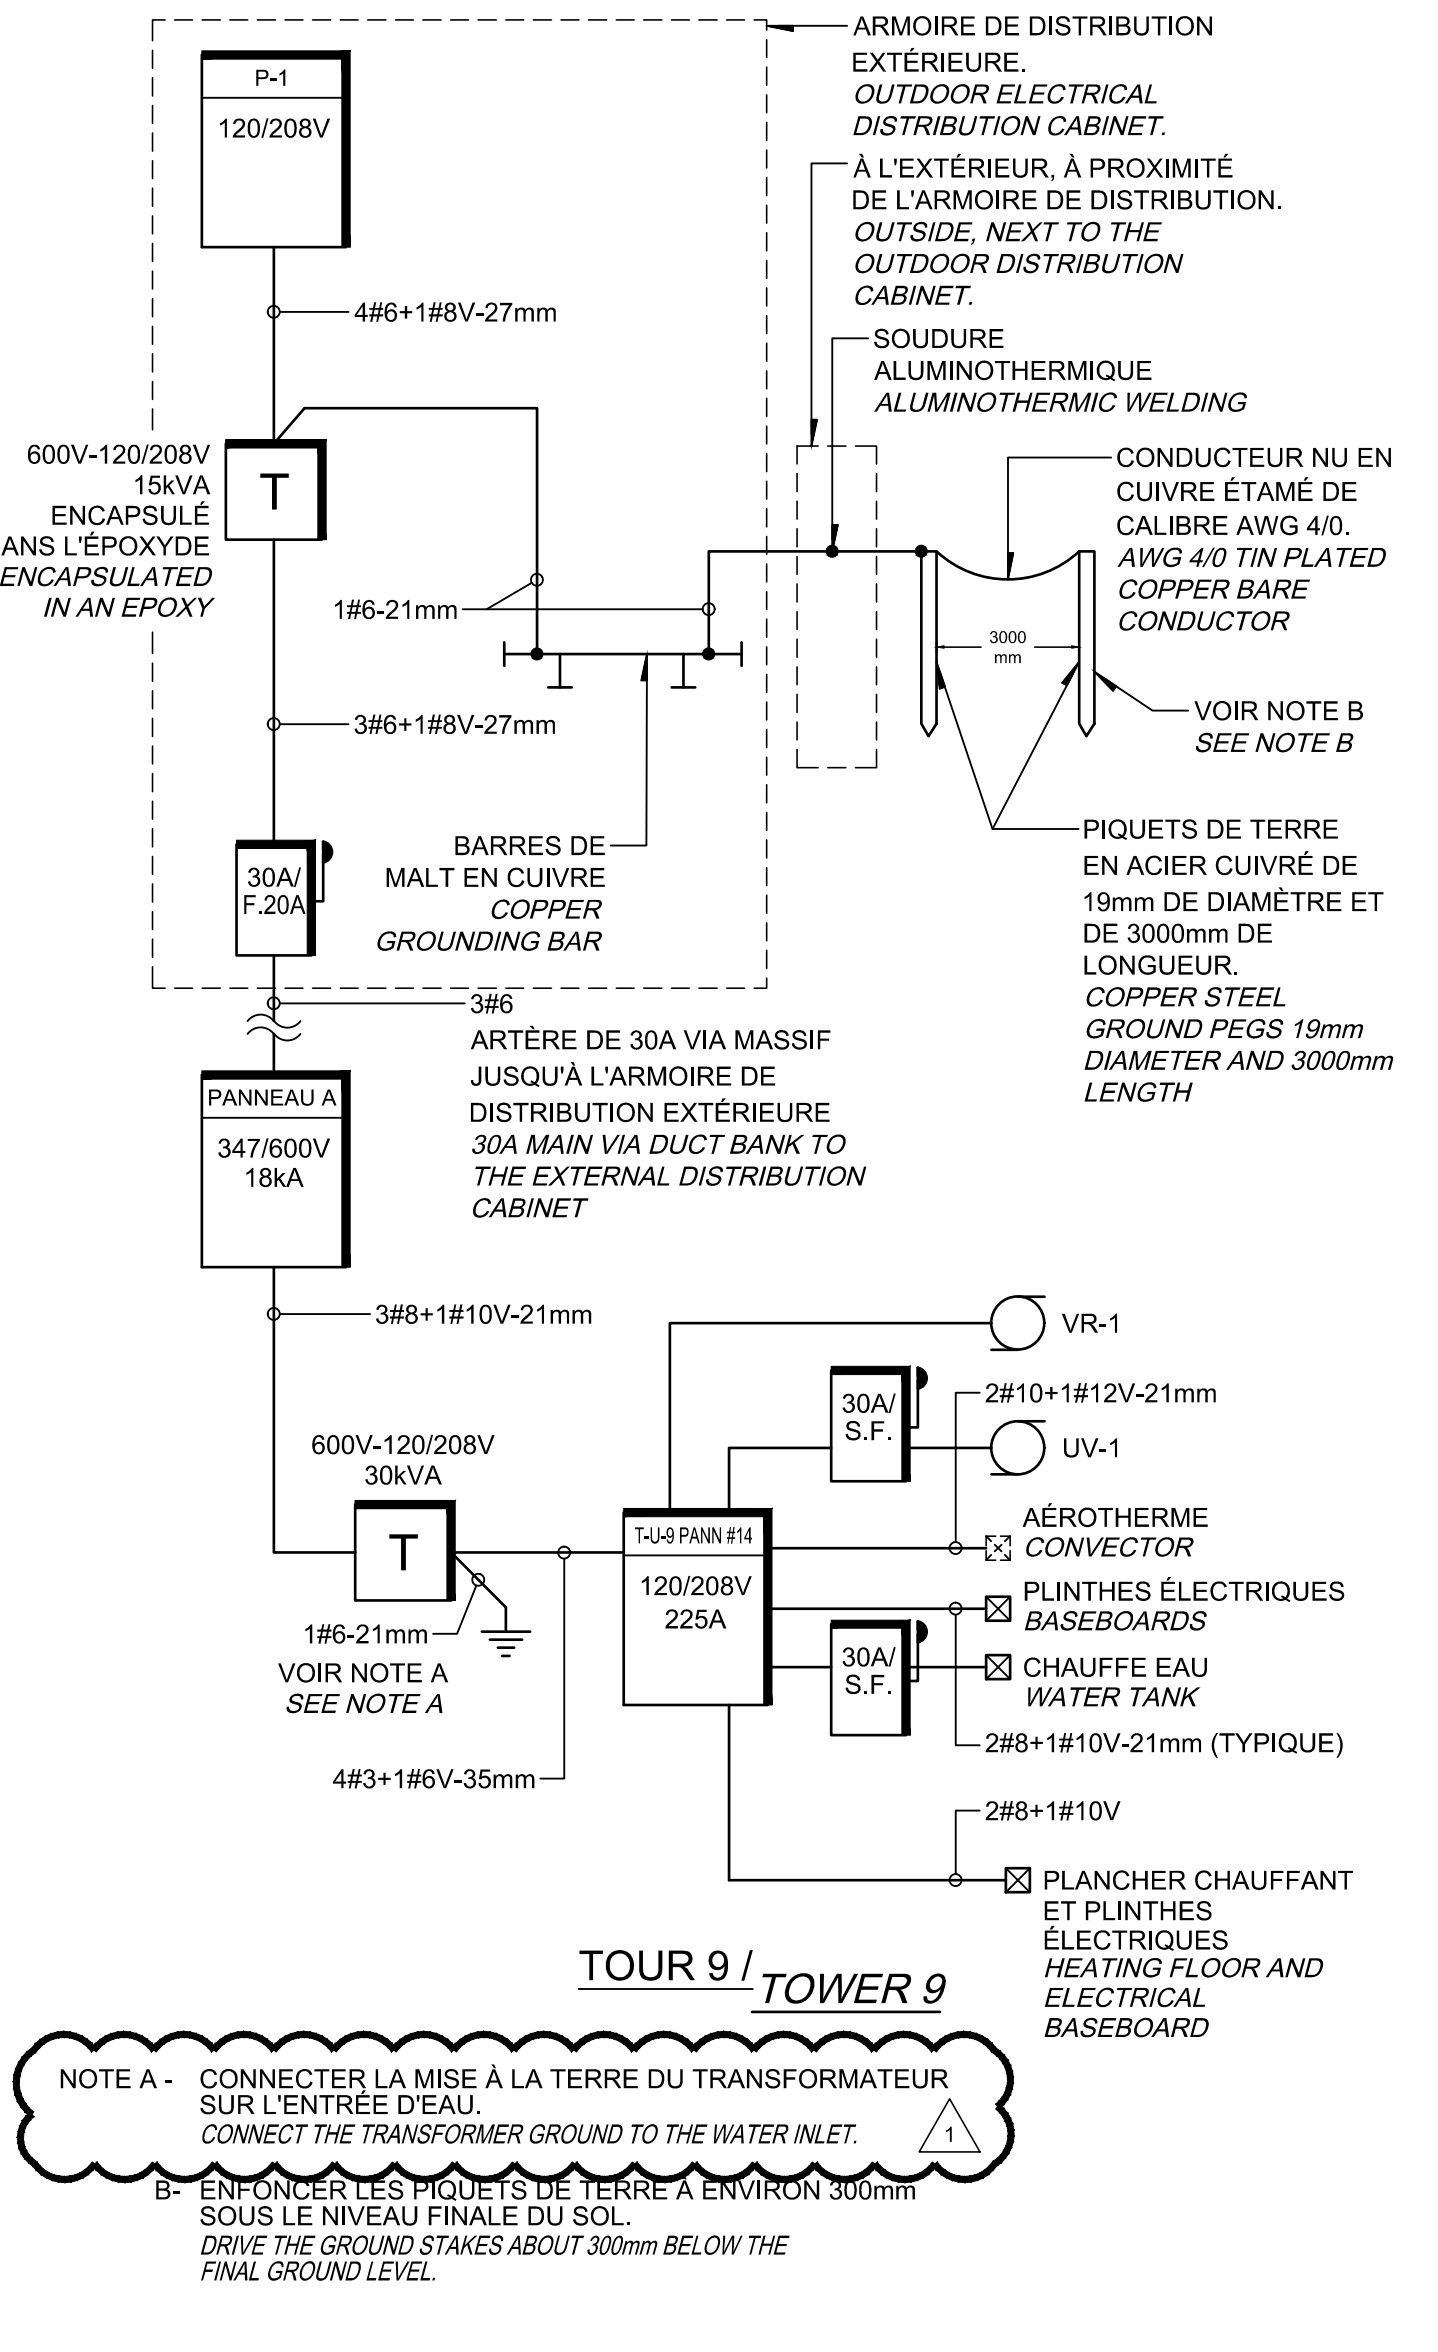 ARMOIRE DE DISTRIBUTION
EXTÉRIEURE.
OUTDOOR ELECTRICAL
DISTRIBUTION CABINET.
P-1
120/208V
À L'EXTÉRIEUR, À PROXIMITÉ
DE L'ARMOIRE DE DISTRIBUTION.
OUTSIDE, NEXT TO THE
OUTDOOR DISTRIBUTION
CABINET.
4#6+1#8V-27mm
SOUDURE
ALUMINOTHERMIQUE
ALUMINOTHERMIC WELDING
600V-120/208V
15kVA
ENCAPSULÉ
ANS L'ÉPOXYDE
ENCAPSULATED
IN AN EPOXY
T
CONDUCTEUR NU EN
CUIVRE ÉTAMÉ DE
CALIBRE AWG 4/0.
AWG 4/0 TIN PLATED
COPPER BARE
CONDUCTOR
1#6-21mm
3000
mm
3#6+1#8V-27mm
VOIR NOTE B
SEE NOTE B
30A/
F.20A
BARRES DE
MALT EN CUIVRE
COPPER
GROUNDING BAR
PIQUETS DE TERRE
EN ACIER CUIVRÉ DE
19mm DE DIAMÈTRE ET
DE 3000mm DE
LONGUEUR.
COPPER STEEL
GROUND PEGS 19mm
DIAMETER AND 3000mm
LENGTH
3#6
ARTÈRE DE 30A VIA MASSIF
JUSQU'À L'ARMOIRE DE
DISTRIBUTION EXTÉRIEURE
30A MAIN VIA DUCT BANK TO
THE EXTERNAL DISTRIBUTION
CABINET
PANNEAU A
347/600V
18kA
3#8+1#10V-21mm
VR-1
30A/
S.F.
2#10+1#12V-21mm
UV-1
600V-120/208V
30kVA
T
T-U-9 PANN #14
120/208V
225A
AÉROTHERME
CONVECTOR
PLINTHES ÉLECTRIQUES
BASEBOARDS
1#6-21mm
VOIR NOTE A
SEE NOTE A
30A/
S.F.
CHAUFFE EAU
WATER TANK
2#8+1#10V-21mm (TYPIQUE)
4#3+1#6V-35mm
2#8+1#10V
PLANCHER CHAUFFANT
ET PLINTHES
ÉLECTRIQUES
HEATING FLOOR AND
ELECTRICAL
BASEBOARD
TOUR 9 / TOWER 9
NOTE A - CONNECTER LA MISE À LA TERRE DU TRANSFORMATEUR
SUR L'ENTRÉE D'EAU.
CONNECT THE TRANSFORMER GROUND TO THE WATER INLET.
1
B- ENFONCER LES PIQUETS DE TERRE À ENVIRON 300mm
SOUS LE NIVEAU FINALE DU SOL.
DRIVE THE GROUND STAKES ABOUT 300mm BELOW THE
FINAL GROUND LEVEL.